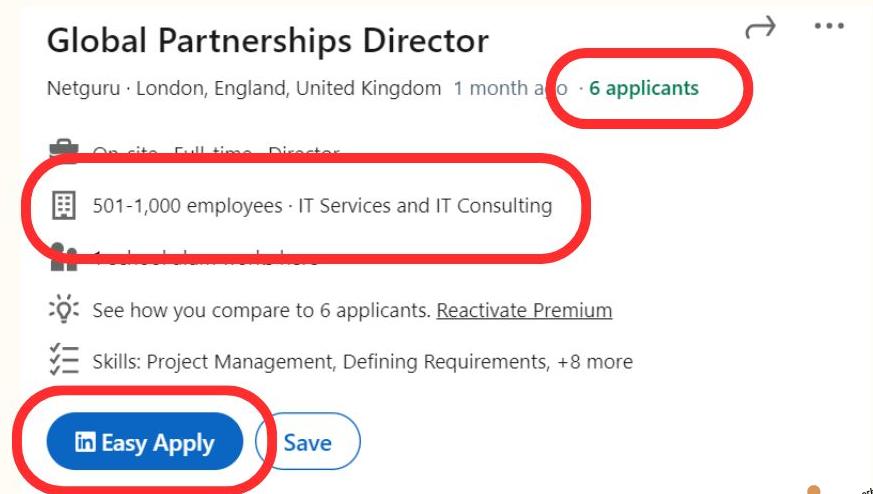 Global Partnerships Director
Netguru · London, England, United Kingdom 1 month ago · 6 applicants
On-site · Full-time · Director
501-1,000 employees · IT Services and IT Consulting
1 school alum works here
See how you compare to 6 applicants. Reactivate Premium
Skills: Project Management, Defining Requirements, +8 more
in Easy Apply Save